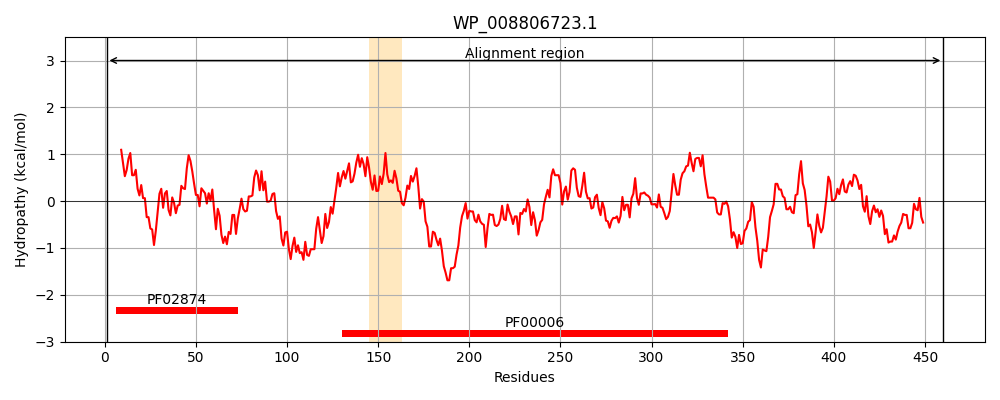 WP_008806723.1
Alignment region
Hydropathy (kcal/mol)
3
2
1
0
−1
−2
−3
PF02874
PF00006
0 50 100 150 200 250 300 350 400 450
Residues